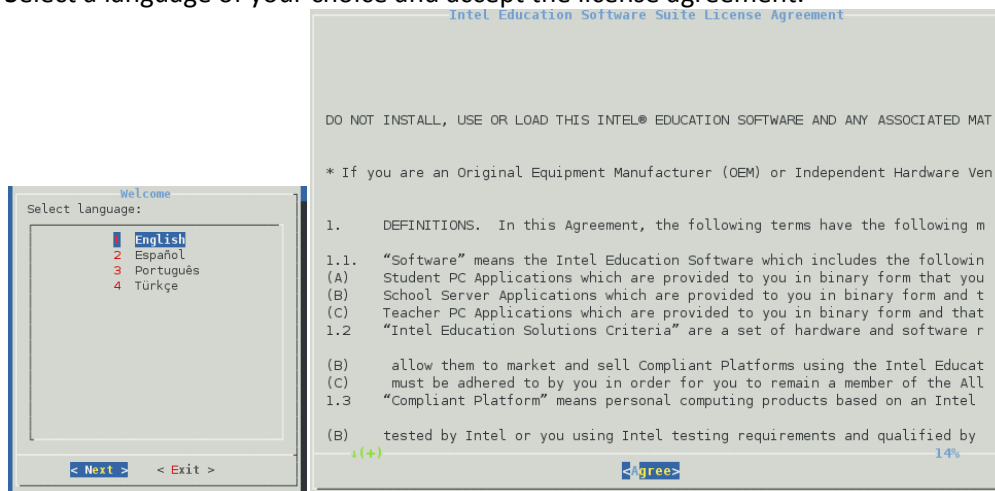 Select a language of your choice and accept the license agreement.
Welcome
Select language:
1 English
2 Español
3 Português
4 Türkçe
< Next > < Exit >
Intel Education Software Suite License Agreement
DO NOT INSTALL, USE OR LOAD THIS INTEL® EDUCATION SOFTWARE AND ANY ASSOCIATED MAT
* If you are an Original Equipment Manufacturer (OEM) or Independent Hardware Ven
1. DEFINITIONS. In this Agreement, the following terms have the following m
1.1. “Software” means the Intel Education Software which includes the followin
(A) Student PC Applications which are provided to you in binary form that you
(B) School Server Applications which are provided to you in binary form and t
(C) Teacher PC Applications which are provided to you in binary form and that
1.2 “Intel Education Solutions Criteria” are a set of hardware and software r
(B) allow them to market and sell Compliant Platforms using the Intel Educat
(C) must be adhered to by you in order for you to remain a member of the All
1.3 “Compliant Platform” means personal computing products based on an Intel
(B) tested by Intel or you using Intel testing requirements and qualified by
↓(+) 14%
<Agree>